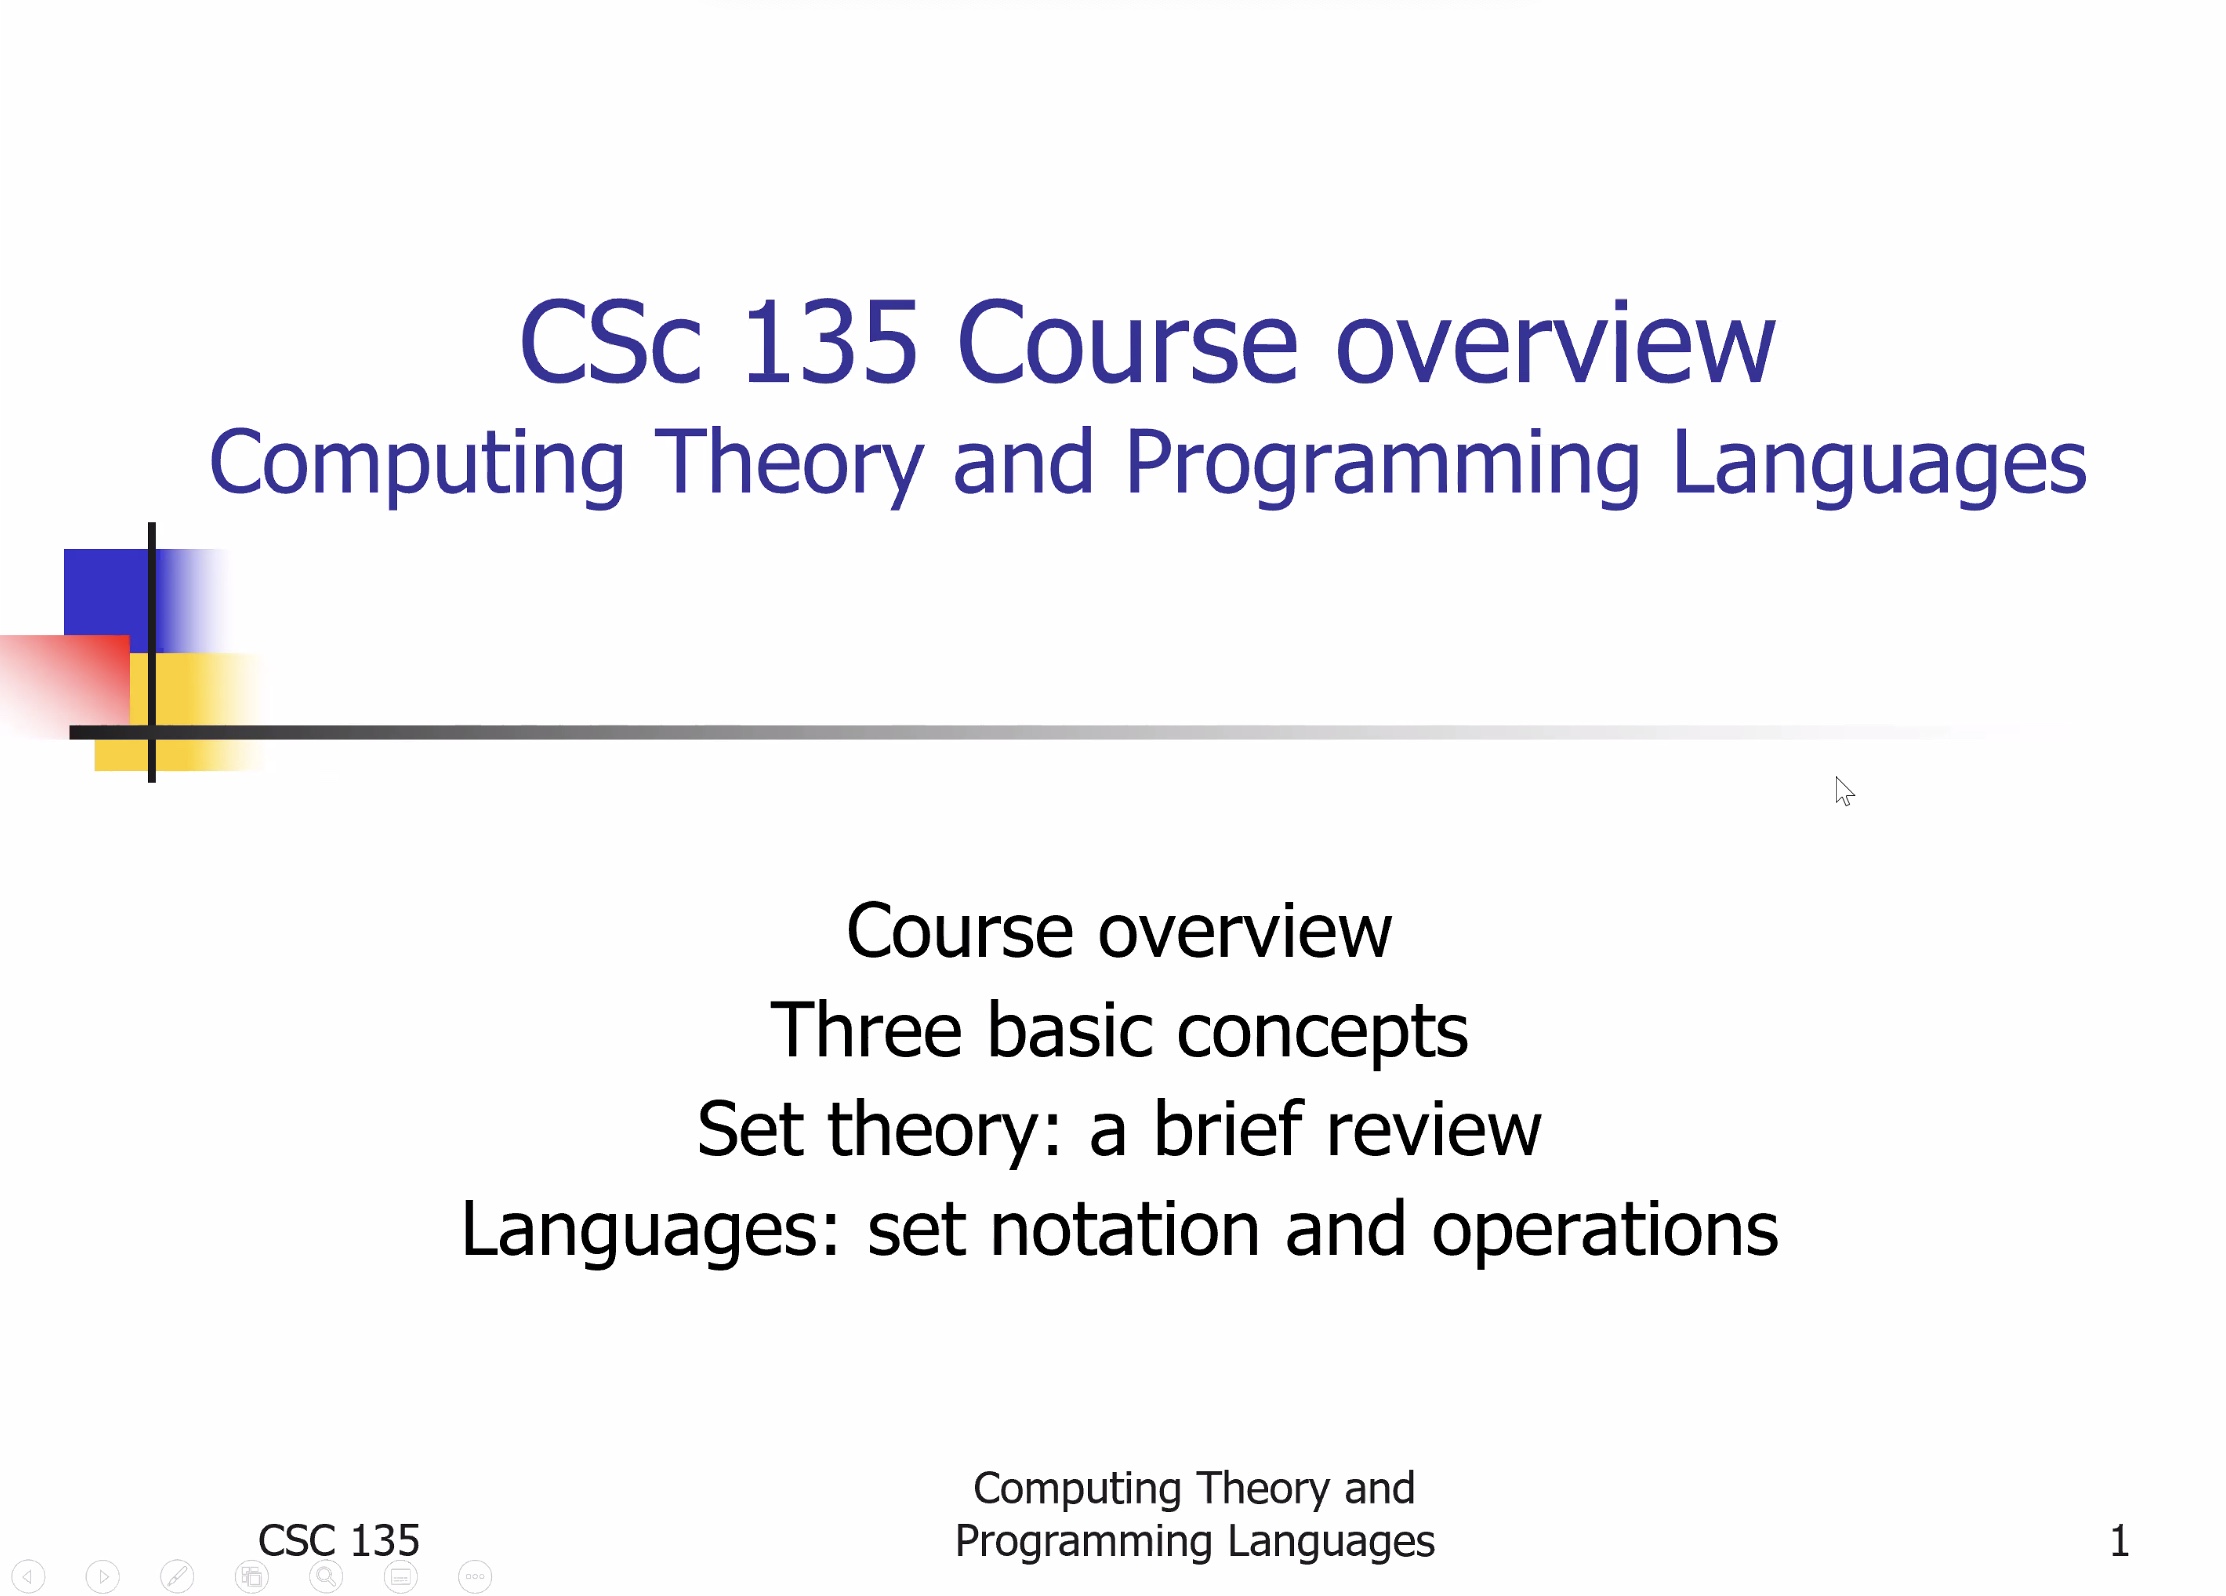 CSc 135 Course overview
Computing Theory and Programming Languages
Course overview
Three basic concepts
Set theory: a brief review
Languages: set notation and operations
CSC 135
Computing Theory and
Programming Languages
1